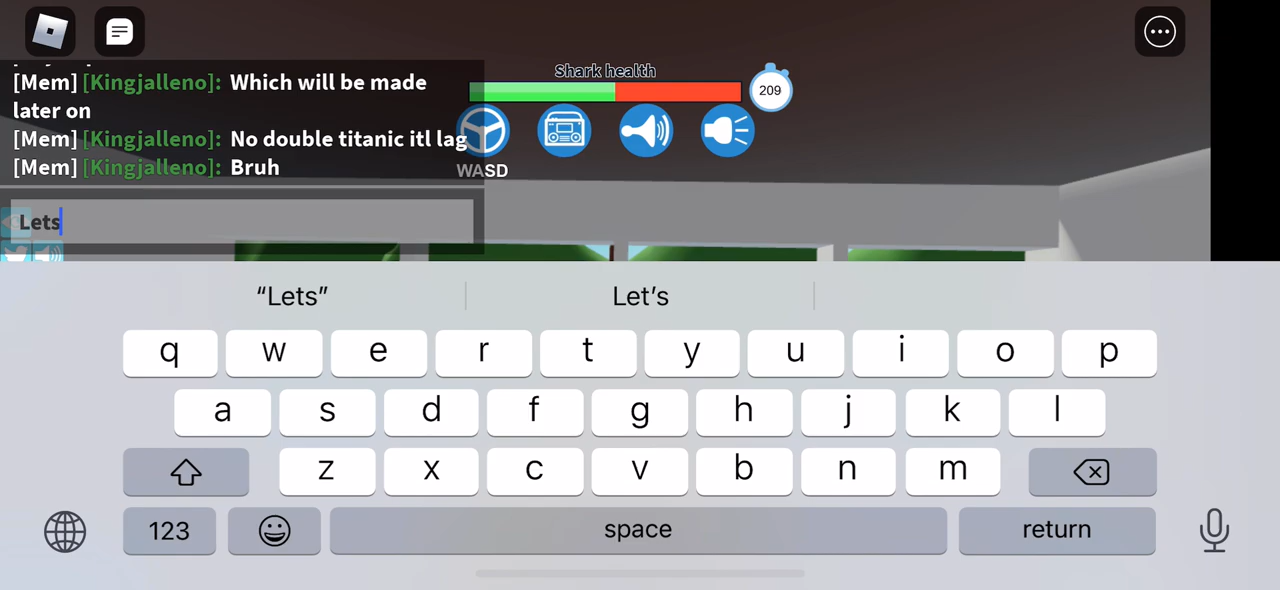 [Mem] [Kingjalleno]: Which will be made
later on
[Mem] [Kingjalleno]: No double titanic itl lag
[Mem] [Kingjalleno]: Bruh
Shark health
209
WASD
Lets
“Lets”
Let’s
q w e r t y u i o p
a s d f g h j k l
z x c v b n m
123
space
return